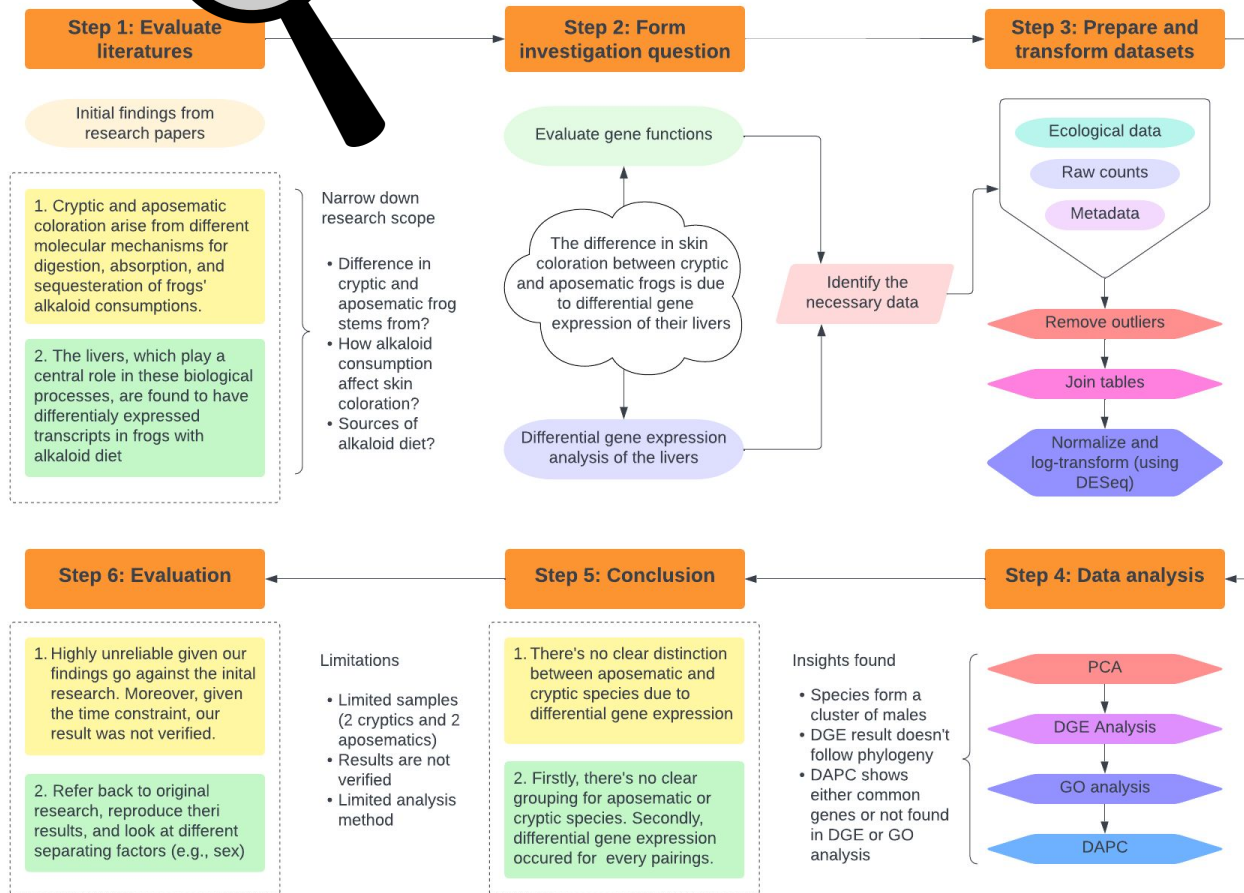 Step 1: Evaluate
literatures
Step 2: Form
investigation question
Step 3: Prepare and
transform datasets
Initial findings from
research papers
1. Cryptic and aposematic
coloration arise from different
molecular mechanisms for
digestion, absorption, and
sequesteration of frogs'
alkaloid consumptions.
2. The livers, which play a
central role in these biological
processes, are found to have
differentialy expressed
transcripts in frogs with
alkaloid diet
Narrow down
research scope
• Difference in
cryptic and
aposematic frog
stems from?
• How alkaloid
consumption
affect skin
coloration?
• Sources of
alkaloid diet?
Evaluate gene functions
The difference in skin
coloration between cryptic
and aposematic frogs is due
to differential gene
expression of their livers
Differential gene expression
analysis of the livers
Identify the
necessary data
Ecological data
Raw counts
Metadata
Remove outliers
Join tables
Normalize and
log-transform (using
DESeq)
Step 4: Data analysis
PCA
DGE Analysis
GO analysis
DAPC
Insights found
• Species form a
cluster of males
• DGE result doesn't
follow phylogeny
• DAPC shows
either common
genes or not found
in DGE or GO
analysis
Step 5: Conclusion
1. There's no clear distinction
between aposematic and
cryptic species due to
differential gene expression
2. Firstly, there's no clear
grouping for aposematic or
cryptic species. Secondly,
differential gene expression
occured for every pairings.
Step 6: Evaluation
1. Highly unreliable given our
findings go against the inital
research. Moreover, given
the time constraint, our
result was not verified.
2. Refer back to original
research, reproduce theri
results, and look at different
separating factors (e.g., sex)
Limitations
• Limited samples
(2 cryptics and 2
aposematics)
• Results are not
verified
• Limited analysis
method